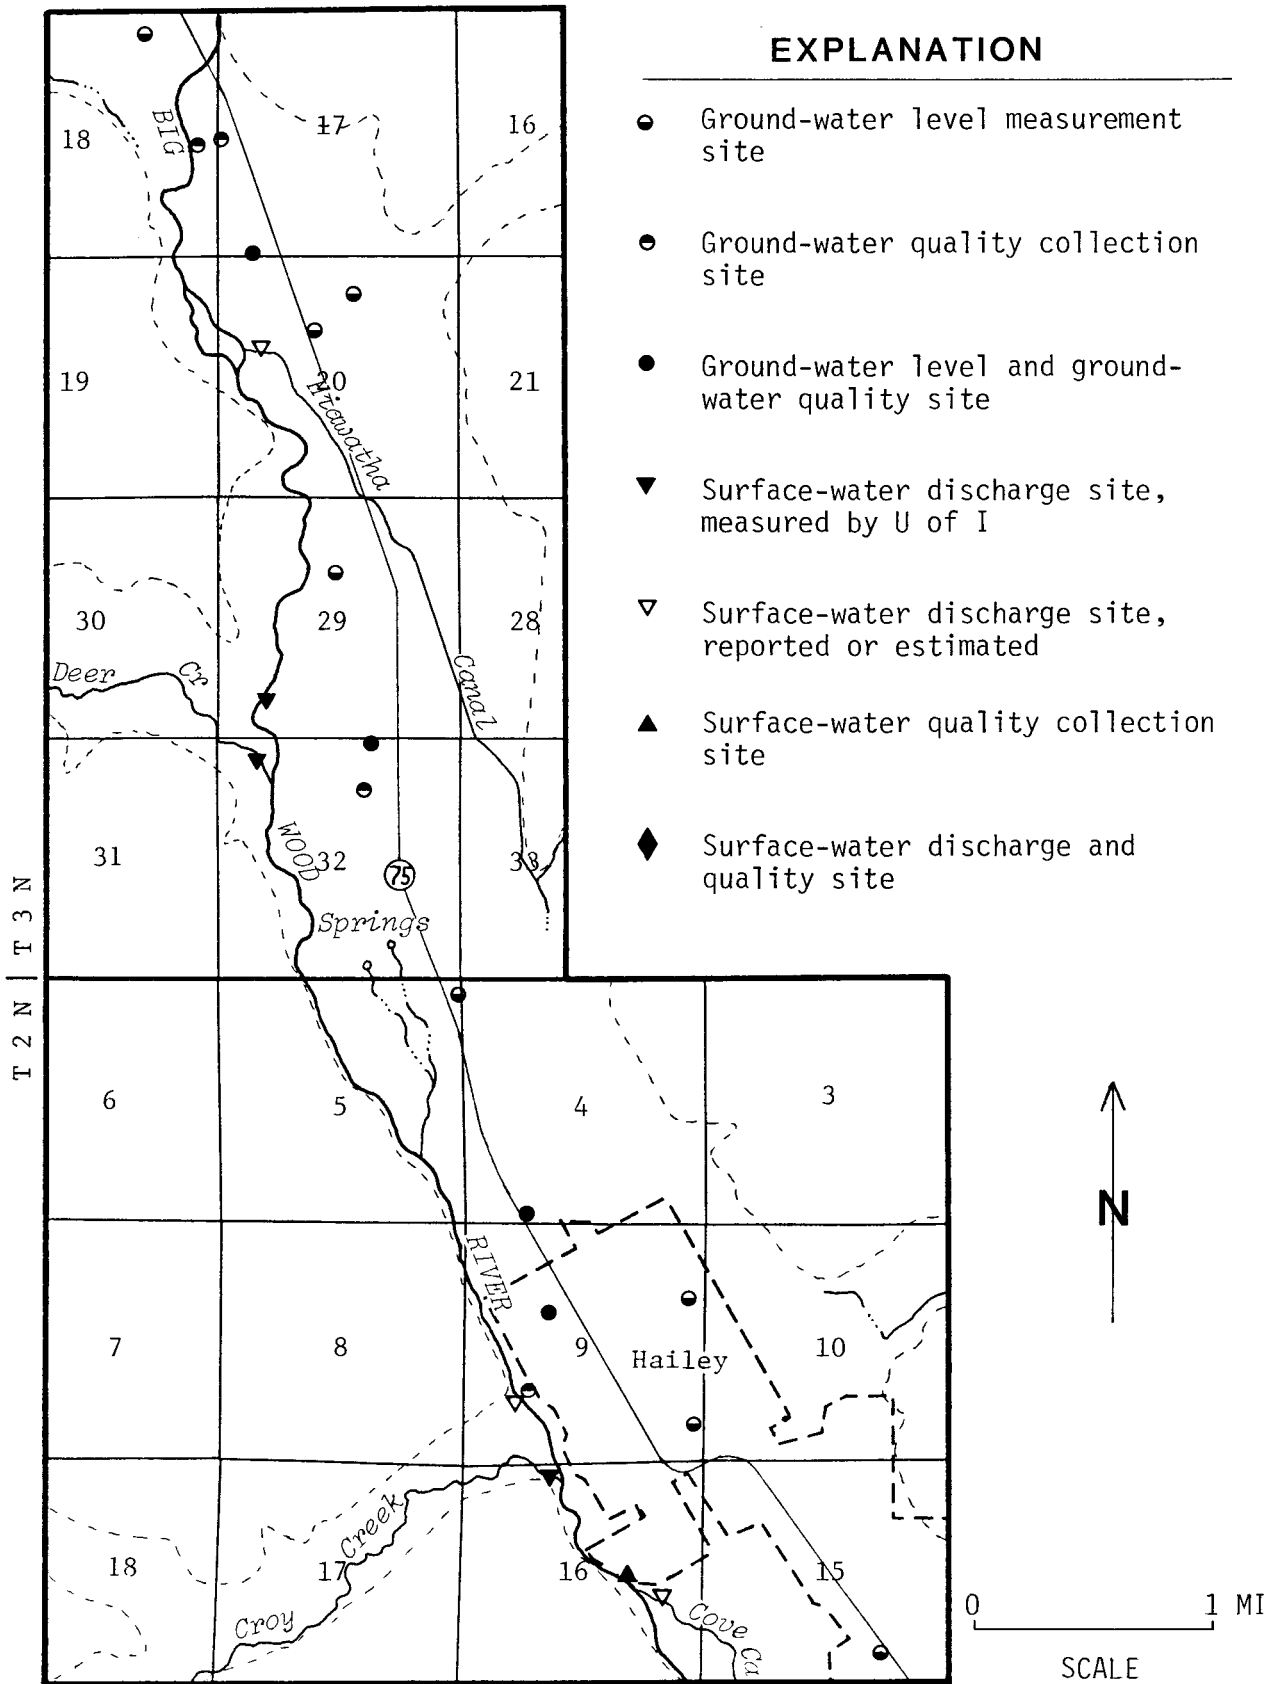 EXPLANATION
Ground-water level measurement
site
Ground-water quality collection
site
Ground-water level and ground-
water quality site
Surface-water discharge site,
measured by U of I
Surface-water discharge site,
reported or estimated
Surface-water quality collection
site
Surface-water discharge and
quality site
18
BIG
17
16
19
20
21
Hiawatha
30
29
28
Deer Cr
Canal
31
WOOD
32
33
75
Springs
T 3 N
T 2 N
6
5
4
3
N
RIVER
7
8
9
10
Hailey
Croy Creek
18
17
16
15
Cove Ca
0 1 MI
SCALE